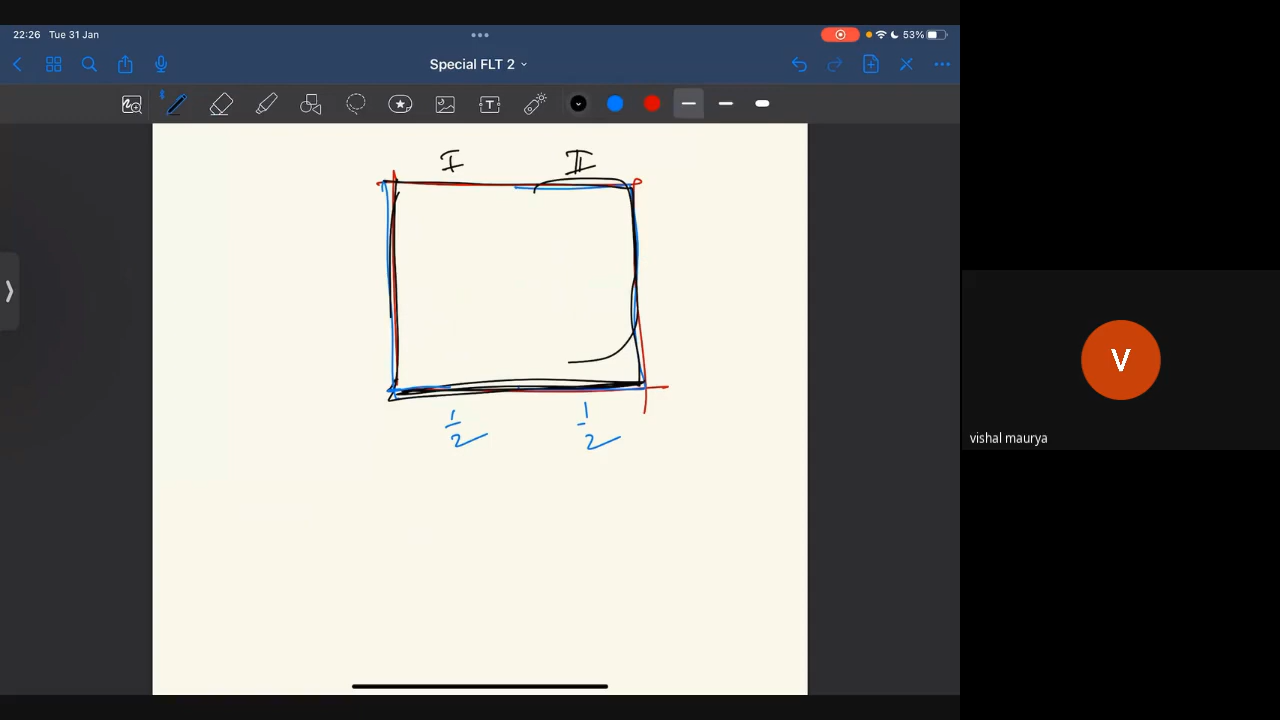 22:26 Tue 31 Jan
53%
Special FLT 2
T
I II
1/2 1/2
V
vishal maurya